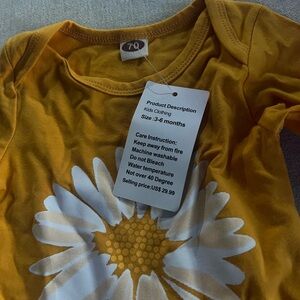 70
Product Description
Kids Clothing
Size :3-6 months
Care Instruction:
Keep away from fire
Machine washable
Do not Bleach
Water temperature
Not over 40 Degree
Selling price:US$ 29.99